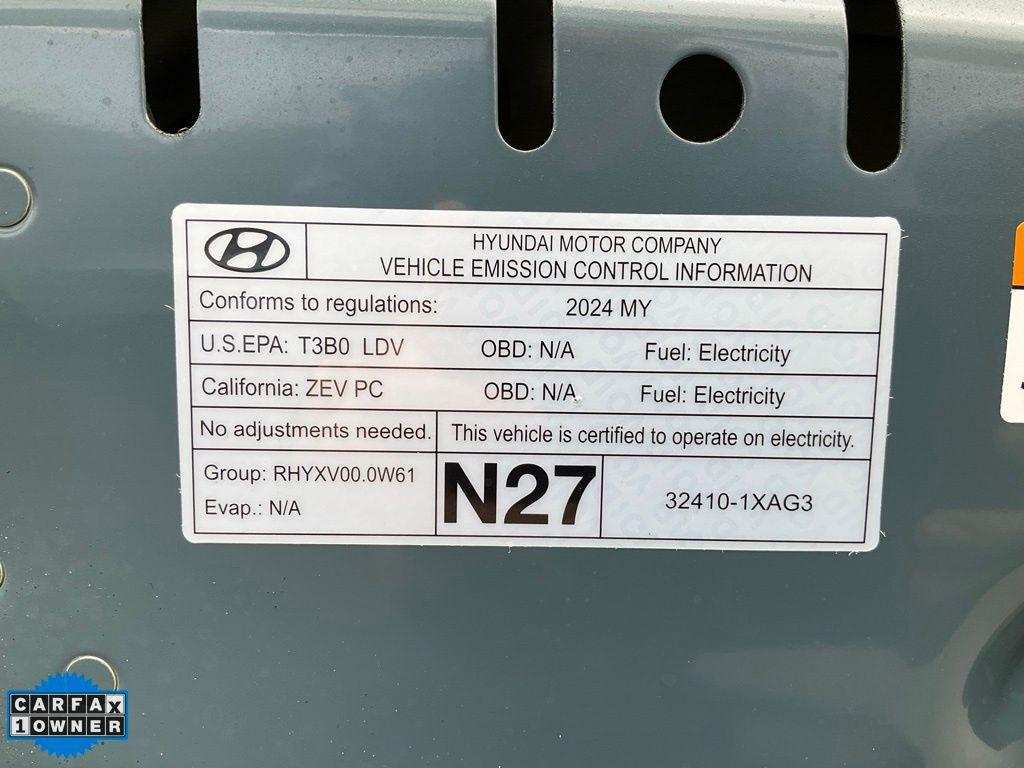 HYUNDAI MOTOR COMPANY
VEHICLE EMISSION CONTROL INFORMATION
Conforms to regulations: 2024 MY
U.S.EPA: T3B0 LDV OBD: N/A Fuel: Electricity
California: ZEV PC OBD: N/A Fuel: Electricity
No adjustments needed. This vehicle is certified to operate on electricity.
Group: RHYXV00.0W61
Evap.: N/A
N27
32410-1XAG3
CARFAX
1 OWNER